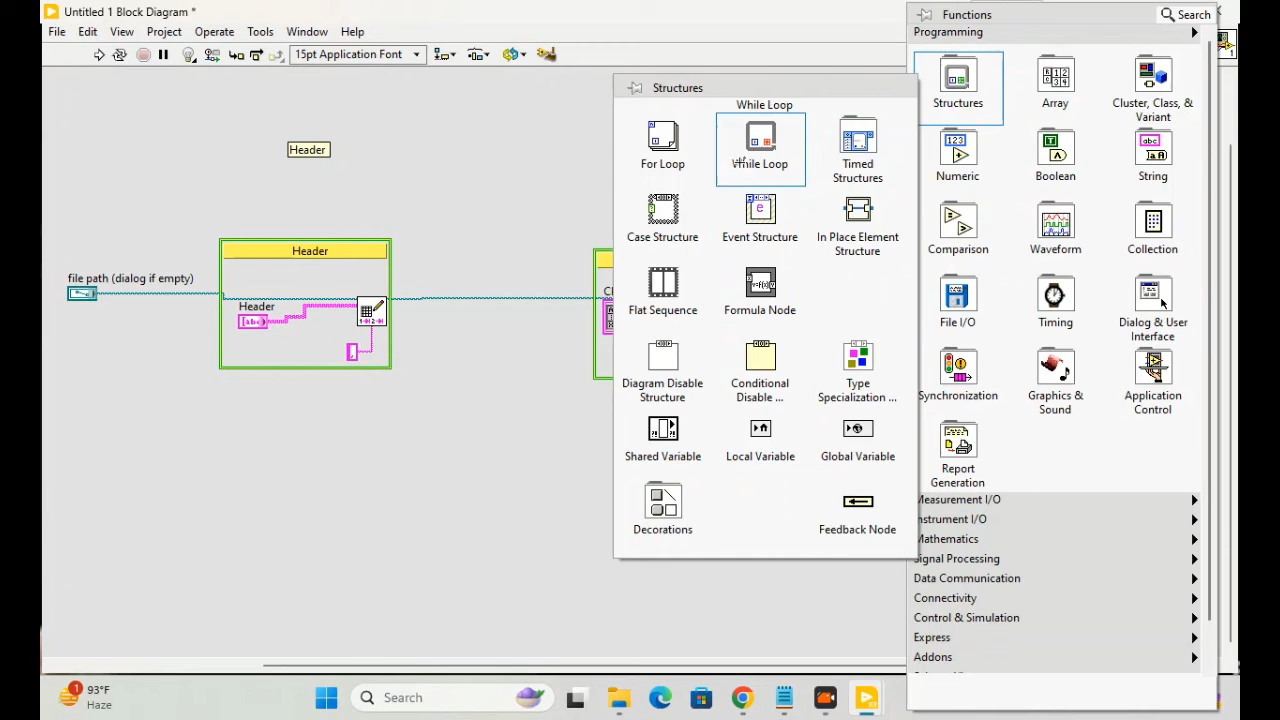 Untitled 1 Block Diagram *
File Edit View Project Operate Tools Window Help
15pt Application Font
Header
Header
file path (dialog if empty)
Header
[abc]
Functions
Search
Programming
Structures
Array
Cluster, Class, & Variant
Numeric
Boolean
String
Comparison
Waveform
Collection
File I/O
Timing
Dialog & User Interface
Synchronization
Graphics & Sound
Application Control
Report Generation
Measurement I/O
Instrument I/O
Mathematics
Signal Processing
Data Communication
Connectivity
Control & Simulation
Express
Addons
Structures
While Loop
For Loop
While Loop
Timed Structures
Case Structure
Event Structure
In Place Element Structure
Flat Sequence
Formula Node
Diagram Disable Structure
Conditional Disable ...
Type Specialization ...
Shared Variable
Local Variable
Global Variable
Decorations
Feedback Node
1
93°F
Haze
Search